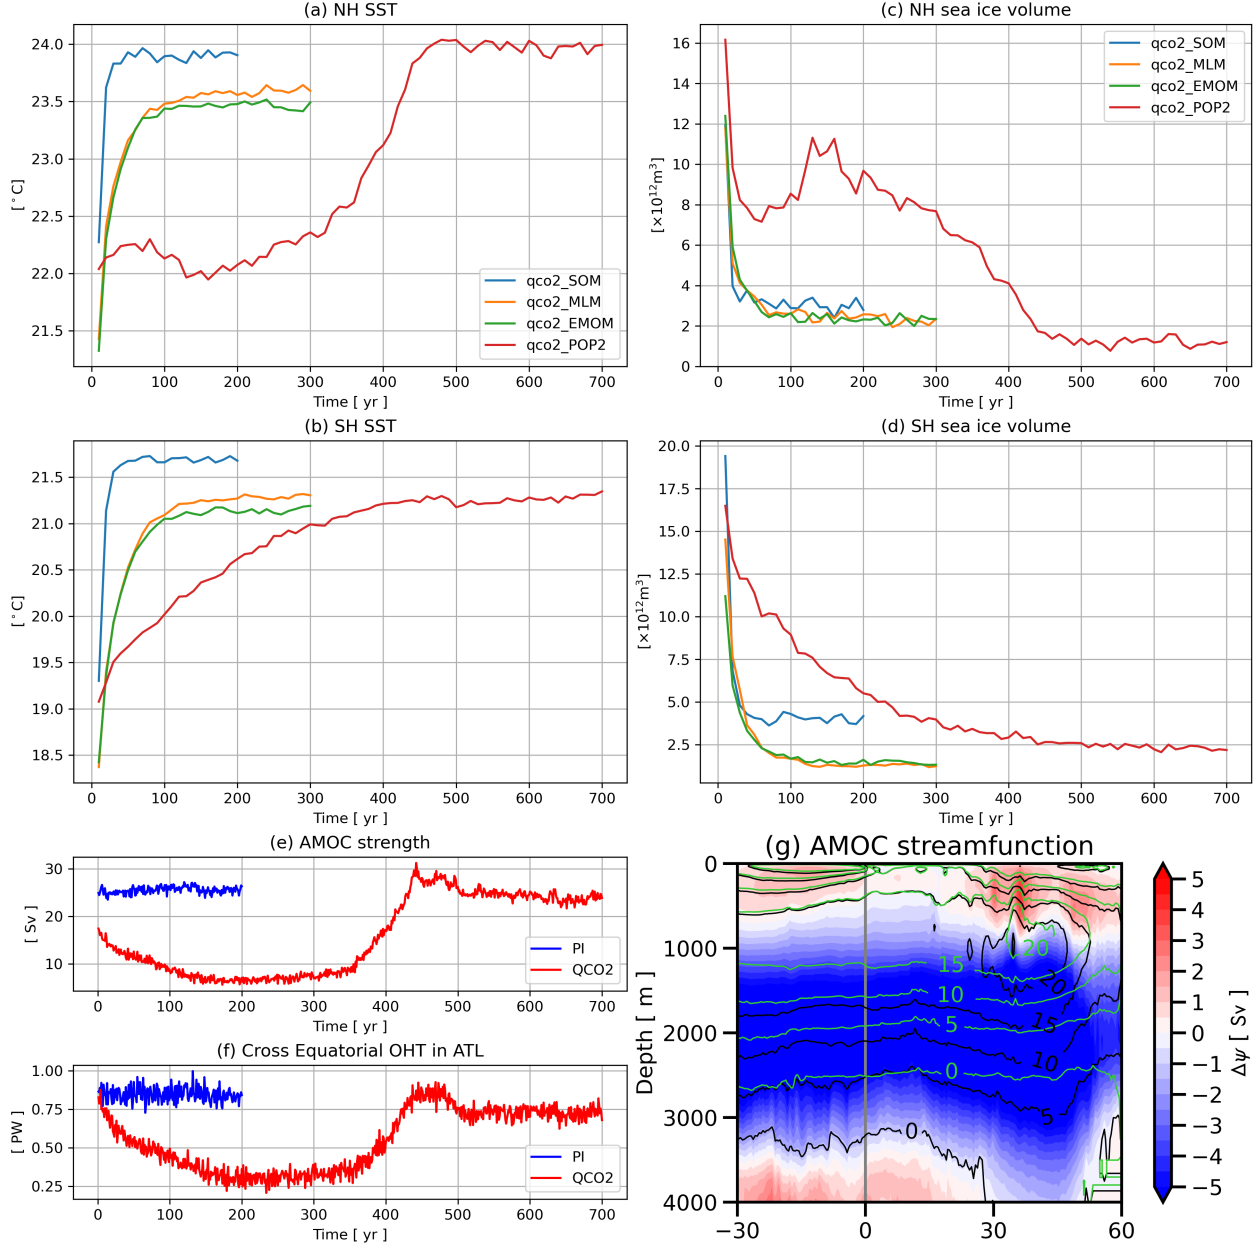 (a) NH SST
24.0
23.5
23.0
22.5
22.0
21.5
[ °C]
qco2_SOM
qco2_MLM
qco2_EMOM
qco2_POP2
0 100 200 300 400 500 600 700
Time [ yr ]
(c) NH sea ice volume
16
14
12
10
8
6
4
2
0
[×10¹²m³]
qco2_SOM
qco2_MLM
qco2_EMOM
qco2_POP2
0 100 200 300 400 500 600 700
Time [ yr ]
(b) SH SST
21.5
21.0
20.5
20.0
19.5
19.0
18.5
[ °C]
0 100 200 300 400 500 600 700
Time [ yr ]
(d) SH sea ice volume
20.0
17.5
15.0
12.5
10.0
7.5
5.0
2.5
[×10¹²m³]
0 100 200 300 400 500 600 700
Time [ yr ]
(e) AMOC strength
30
20
10
[ Sv ]
PI
QCO2
0 100 200 300 400 500 600 700
Time [ yr ]
(f) Cross Equatorial OHT in ATL
1.00
0.75
0.50
0.25
[ PW ]
PI
QCO2
0 100 200 300 400 500 600 700
Time [ yr ]
(g) AMOC streamfunction
0
1000
2000
3000
4000
Depth [ m ]
20
15
10
5
0
20
15
10
5
0
−30 0 30 60
5
4
3
2
1
0
−1
−2
−3
−4
−5
Δψ [ Sv ]